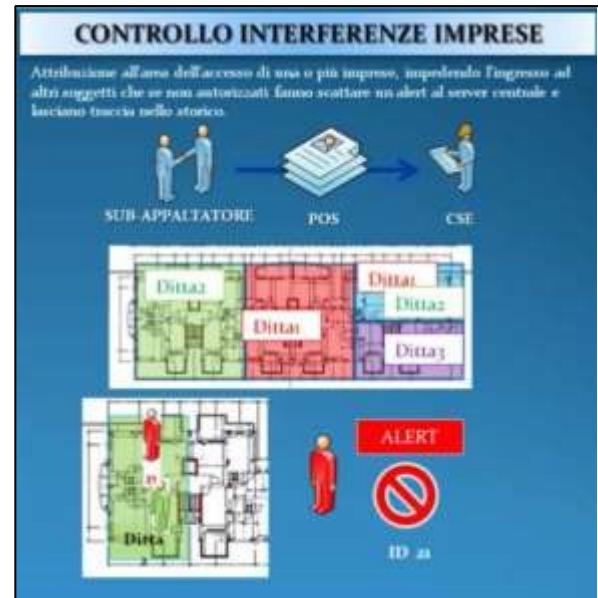 CONTROLLO INTERFERENZE IMPRESE
Attribuzione all'area dell'accesso di una o più imprese, impedendo l'ingresso ad
altri soggetti che se non autorizzati fanno scattare un alert al server centrale e
lasciano traccia nello storico.
SUB-APPALTATORE POS CSE
Ditta2 Ditta1
Ditta1 Ditta2
Ditta3
ALERT
21
Ditta
ID 21